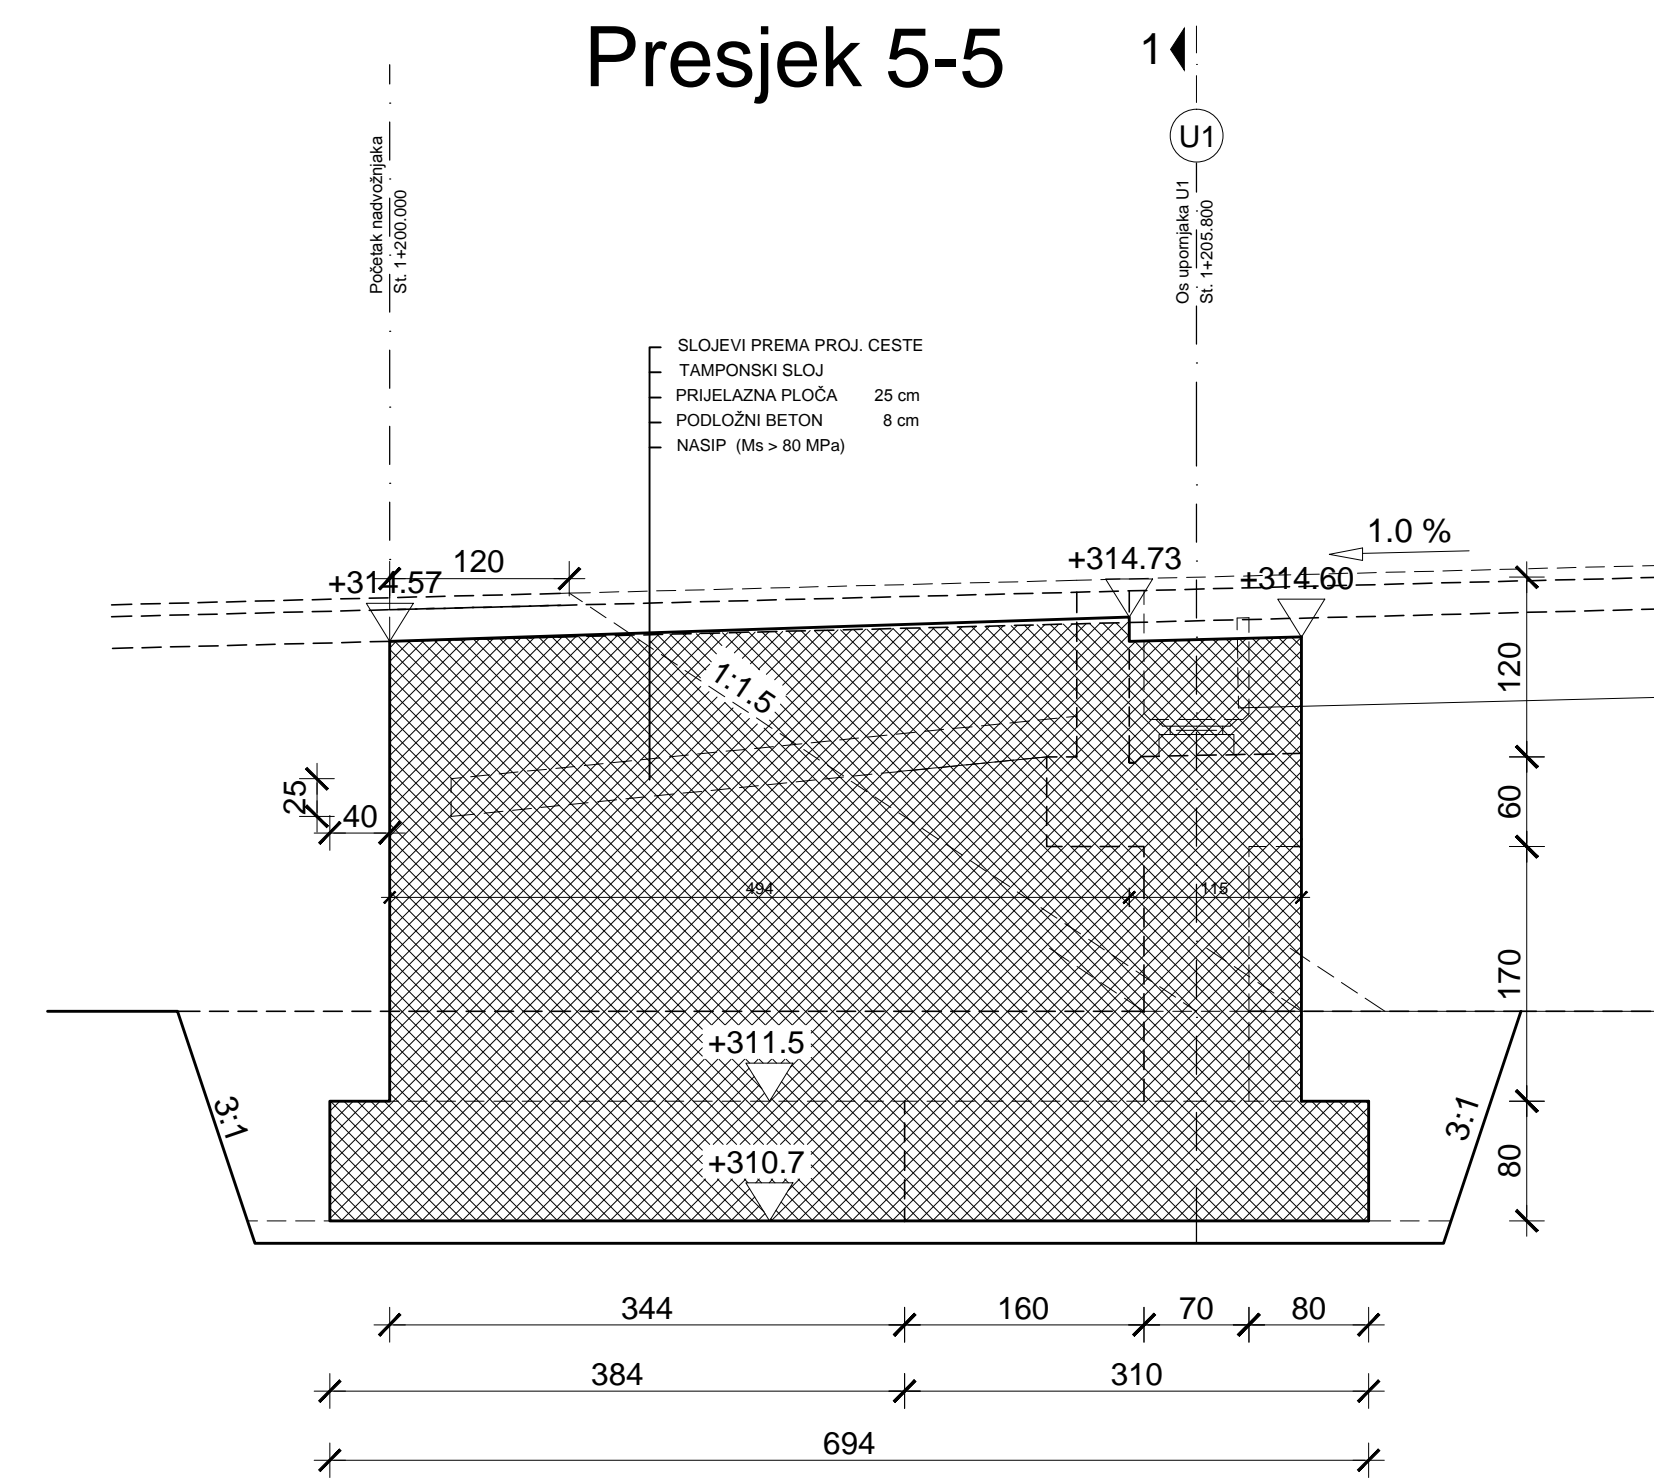 Presjek 5-5
1
U1
Početak nadvožnjaka
St. 1+200.000
Os upornjaka U1
St. 1+205.800
SLOJEVI PREMA PROJ. CESTE
TAMPONSKI SLOJ
PRIJELAZNA PLOČA 25 cm
PODLOŽNI BETON 8 cm
NASIP (Ms > 80 MPa)
1.0 %
120
+314.73
+314.57
+314.60
120
1:1.5
25
40
60
494
115
170
+311.5
3:1
3:1
+310.7
80
344
160
70
80
384
310
694